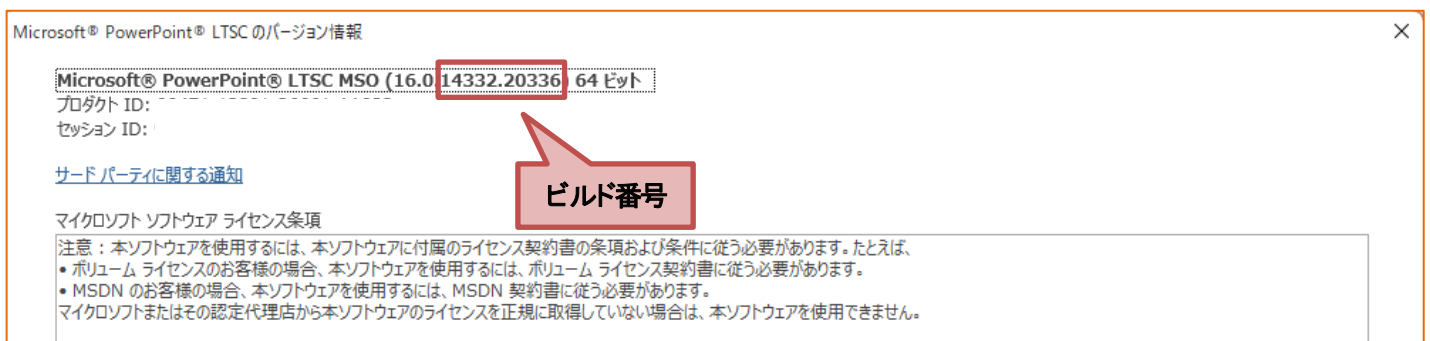 Microsoft® PowerPoint® LTSC のバージョン情報
Microsoft® PowerPoint® LTSC MSO (16.0.14332.20336) 64 ビット
プロダクト ID:
セッション ID:
サード パーティに関する通知
ビルド番号
マイクロソフト ソフトウェア ライセンス条項
注意：本ソフトウェアを使用するには、本ソフトウェアに付属のライセンス契約書の条項および条件に従う必要があります。たとえば、
• ボリューム ライセンスのお客様の場合、本ソフトウェアを使用するには、ボリューム ライセンス契約書に従う必要があります。
• MSDN のお客様の場合、本ソフトウェアを使用するには、MSDN 契約書に従う必要があります。
マイクロソフトまたはその認定代理店から本ソフトウェアのライセンスを正規に取得していない場合は、本ソフトウェアを使用できません。